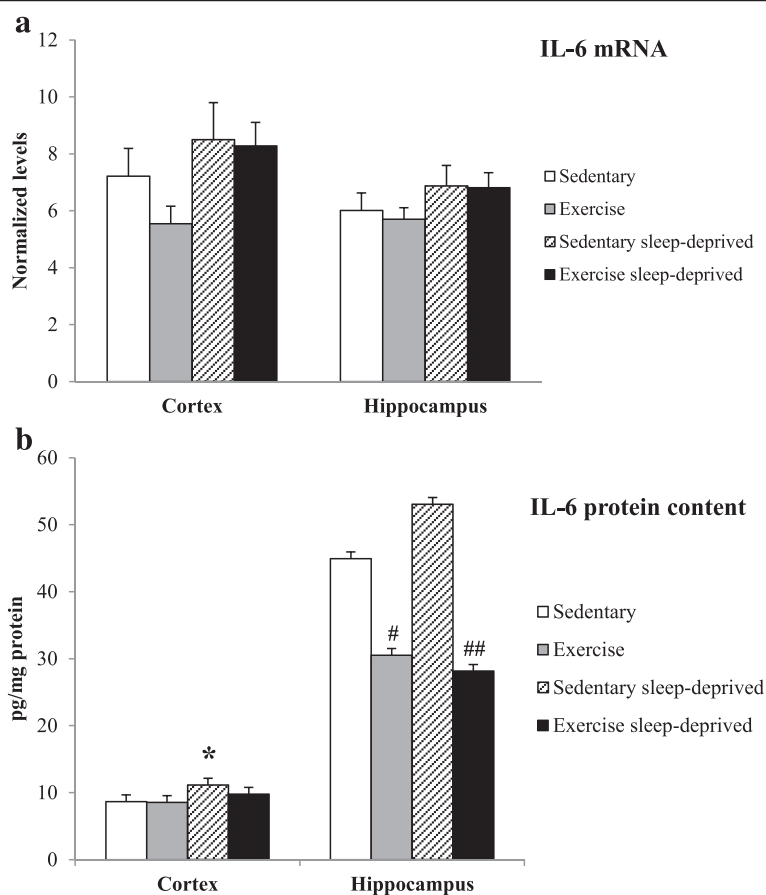 a
IL-6 mRNA
Normalized levels
12
10
8
6
4
2
0
Sedentary
Exercise
Sedentary sleep-deprived
Exercise sleep-deprived
Cortex
Hippocampus
b
IL-6 protein content
pg/mg protein
60
50
40
30
20
10
0
#
##
*
Sedentary
Exercise
Sedentary sleep-deprived
Exercise sleep-deprived
Cortex
Hippocampus